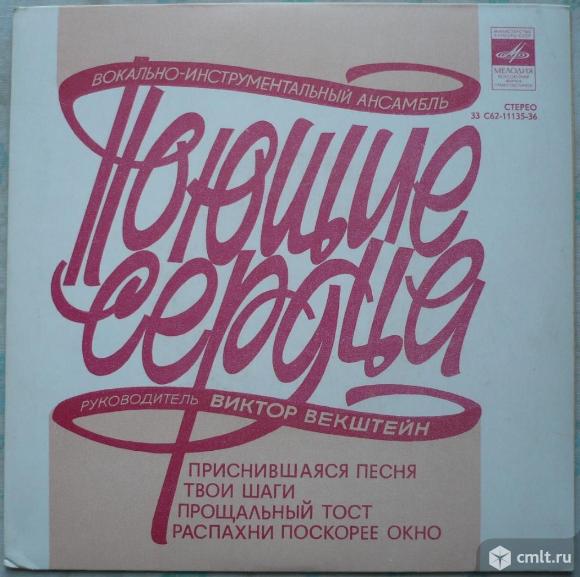 ВОКАЛЬНО-ИНСТРУМЕНТАЛЬНЫЙ АНСАМБЛЬ
МЕЛОДИЯ
СТЕРЕО
33 С62-11135-36
Поющие
сердца
РУКОВОДИТЕЛЬ ВИКТОР ВЕКШТЕЙН
ПРИСНИВШАЯСЯ ПЕСНЯ
ТВОИ ШАГИ
ПРОЩАЛЬНЫЙ ТОСТ
РАСПАХНИ ПОСКОРЕЕ ОКНО
cmlt.ru